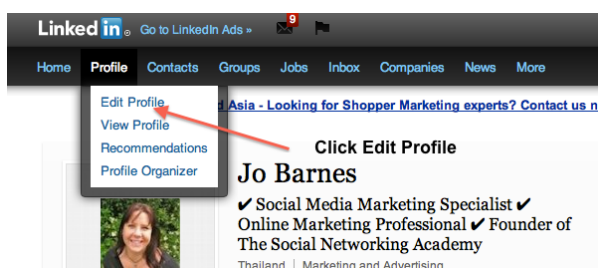 Linked in ® Go to LinkedIn Ads » 9
Home Profile Contacts Groups Jobs Inbox Companies News More
Edit Profile
d Asia - Looking for Shopper Marketing experts? Contact us n
View Profile
Recommendations
Click Edit Profile
Profile Organizer
Jo Barnes
✔ Social Media Marketing Specialist ✔
Online Marketing Professional ✔ Founder of
The Social Networking Academy
Thailand | Marketing and Advertising